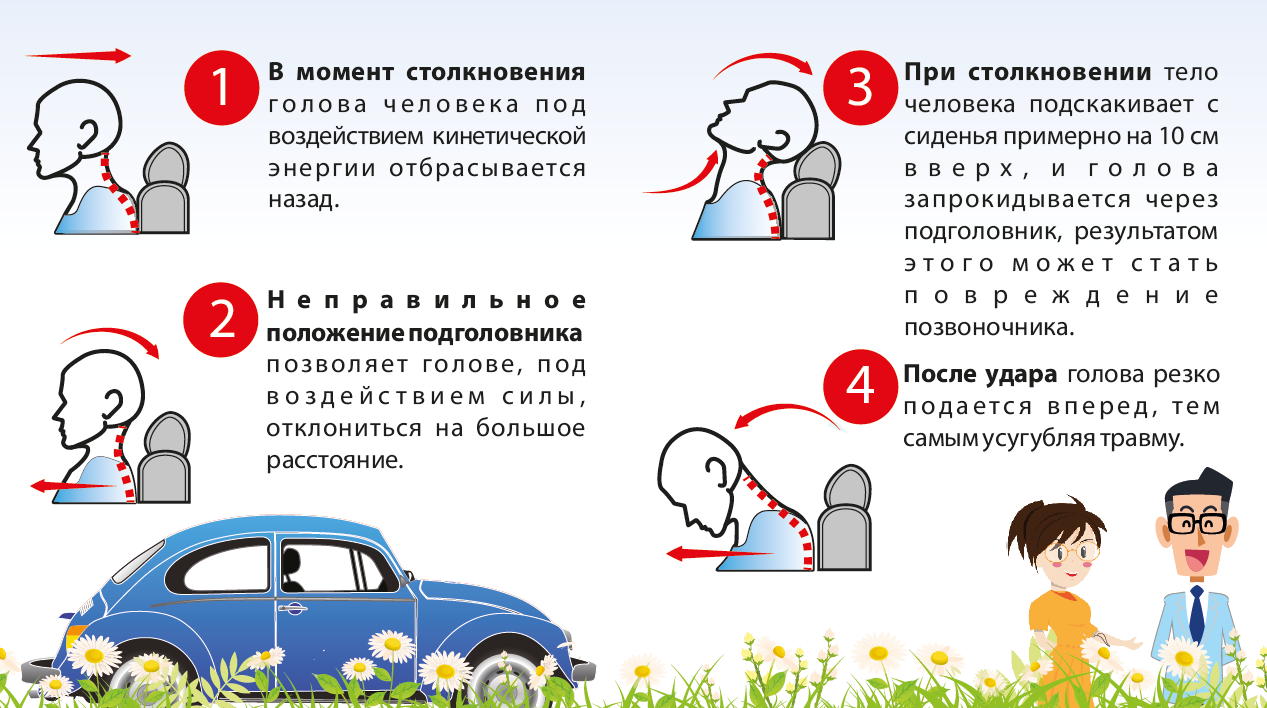 1
В момент столкновения
голова человека под
воздействием кинетической
энергии отбрасывается
назад.
2
Неправильное
положение подголовника
позволяет голове, под
воздействием силы,
отклониться на большое
расстояние.
3
При столкновении тело
человека подскакивает с
сиденья примерно на 10 см
вверх, и голова
запрокидывается через
подголовник, результатом
этого может стать
повреждение
позвоночника.
4
После удара голова резко
подается вперед, тем
самым усугубляя травму.